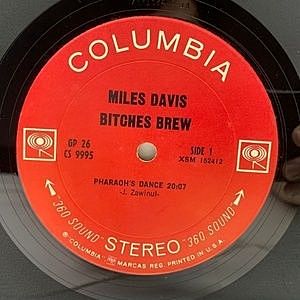 COLUMBIA
MILES DAVIS
BITCHES BREW
GP 26
CS 9995
SIDE 1
XSM 152412
PHARAOH'S DANCE 20:07
-J. Zawinul-
"360 SOUND" STEREO "360 SOUND"
® COLUMBIA MARCAS REG. PRINTED IN U.S.A.